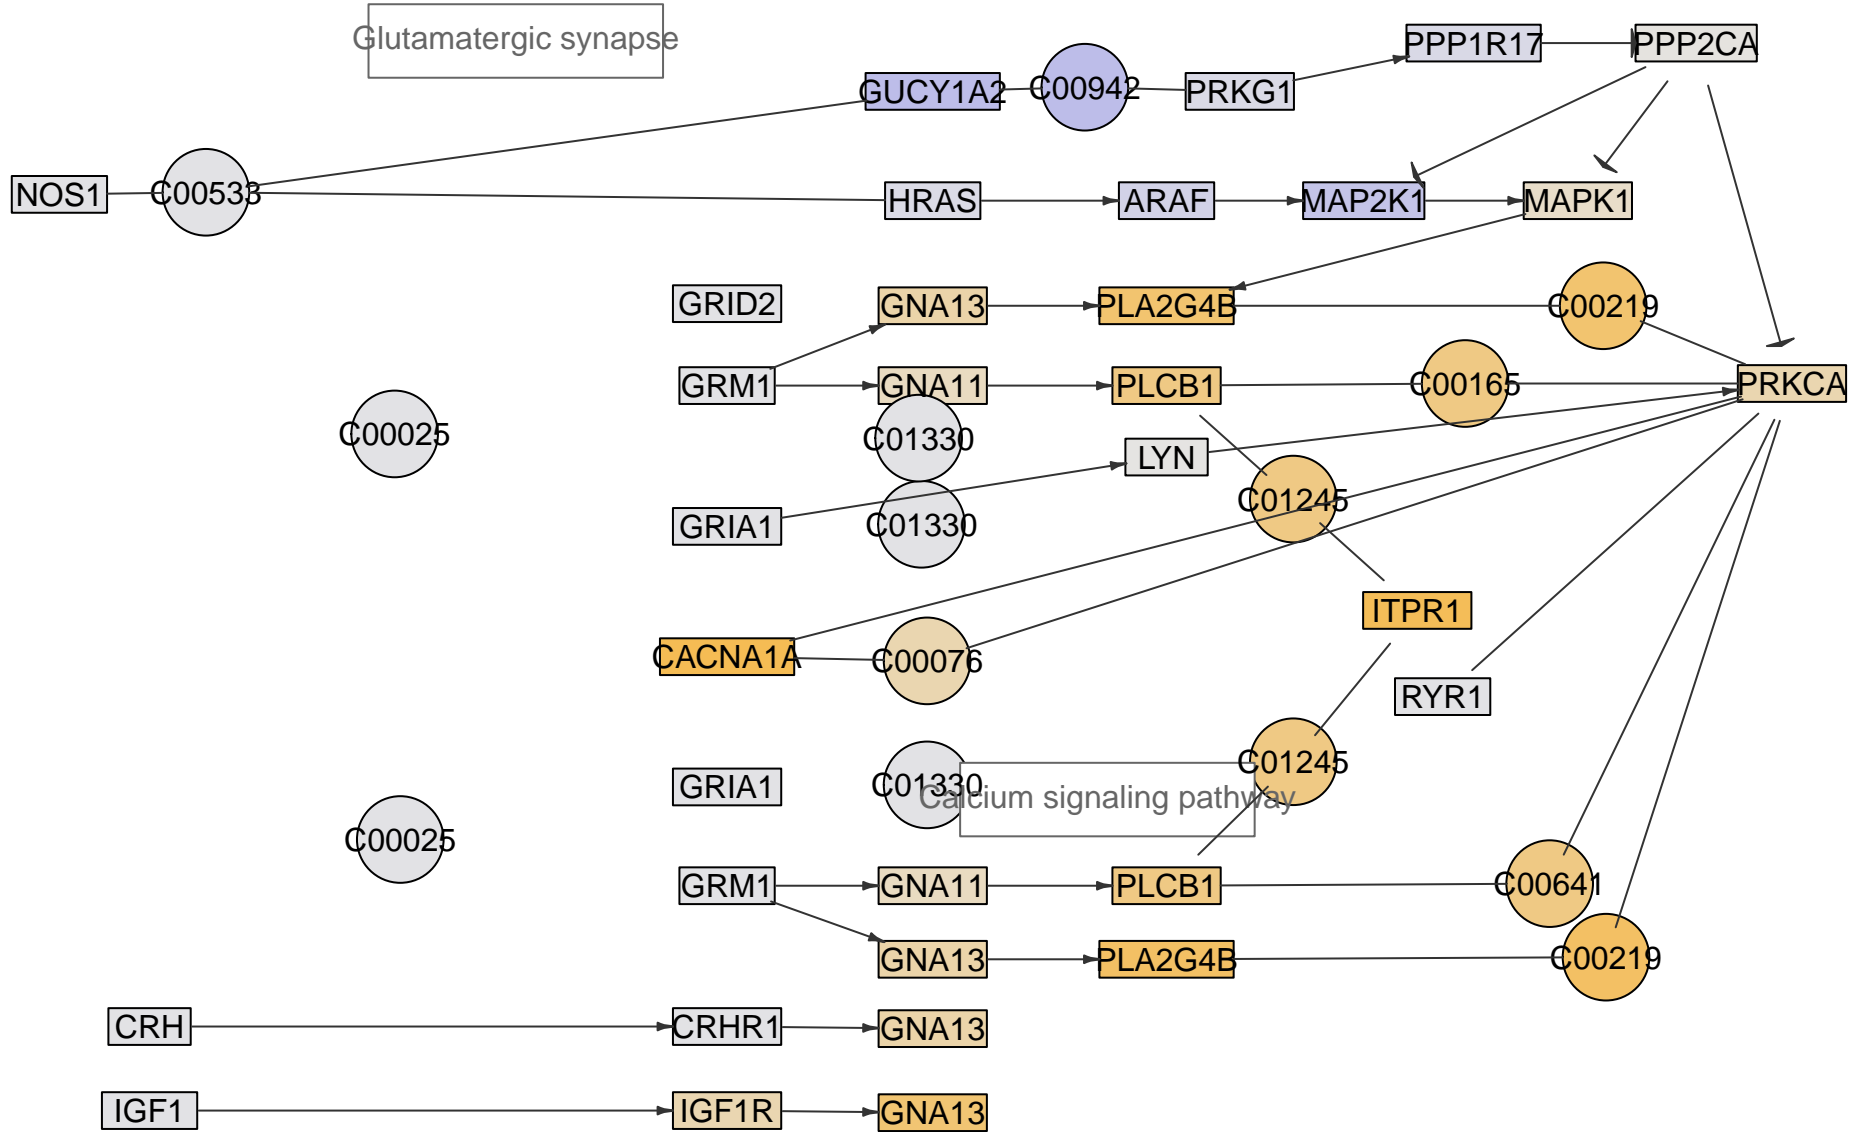 Glutamatergic synapse
PPP1R17
PPP2CA
GUCY1A2
C00942
PRKG1
NOS1
C00533
HRAS
ARAF
MAP2K1
MAPK1
GRID2
GNA13
PLA2G4B
C00219
GRM1
GNA11
PLCB1
C00165
PRKCA
C00025
C01330
LYN
GRIA1
C01330
C01245
ITPR1
CACNA1A
C00076
RYR1
GRIA1
C01330
C01245
Calcium signaling pathway
C00025
GRM1
GNA11
PLCB1
C00641
GNA13
PLA2G4B
C00219
CRH
CRHR1
GNA13
IGF1
IGF1R
GNA13